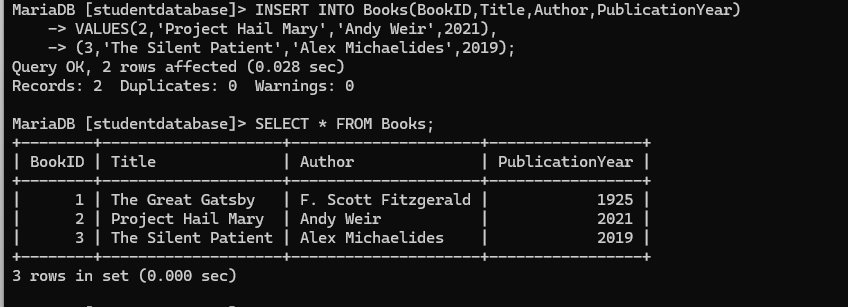 MariaDB [studentdatabase]> INSERT INTO Books(BookID,Title,Author,PublicationYear)
    -> VALUES(2,'Project Hail Mary','Andy Weir',2021),
    -> (3,'The Silent Patient','Alex Michaelides',2019);
Query OK, 2 rows affected (0.028 sec)
Records: 2  Duplicates: 0  Warnings: 0

MariaDB [studentdatabase]> SELECT * FROM Books;
+--------+--------------------+---------------------+-----------------+
| BookID | Title              | Author              | PublicationYear |
+--------+--------------------+---------------------+-----------------+
|      1 | The Great Gatsby   | F. Scott Fitzgerald |            1925 |
|      2 | Project Hail Mary  | Andy Weir           |            2021 |
|      3 | The Silent Patient | Alex Michaelides    |            2019 |
+--------+--------------------+---------------------+-----------------+
3 rows in set (0.000 sec)